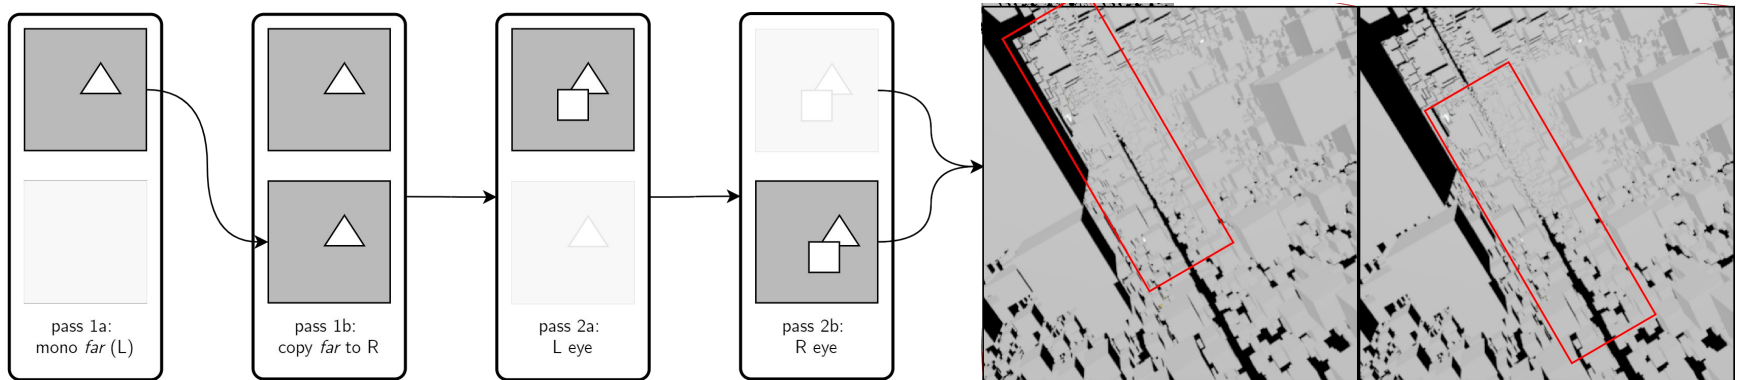 pass 1a:
mono far (L)
pass 1b:
copy far to R
pass 2a:
L eye
pass 2b:
R eye